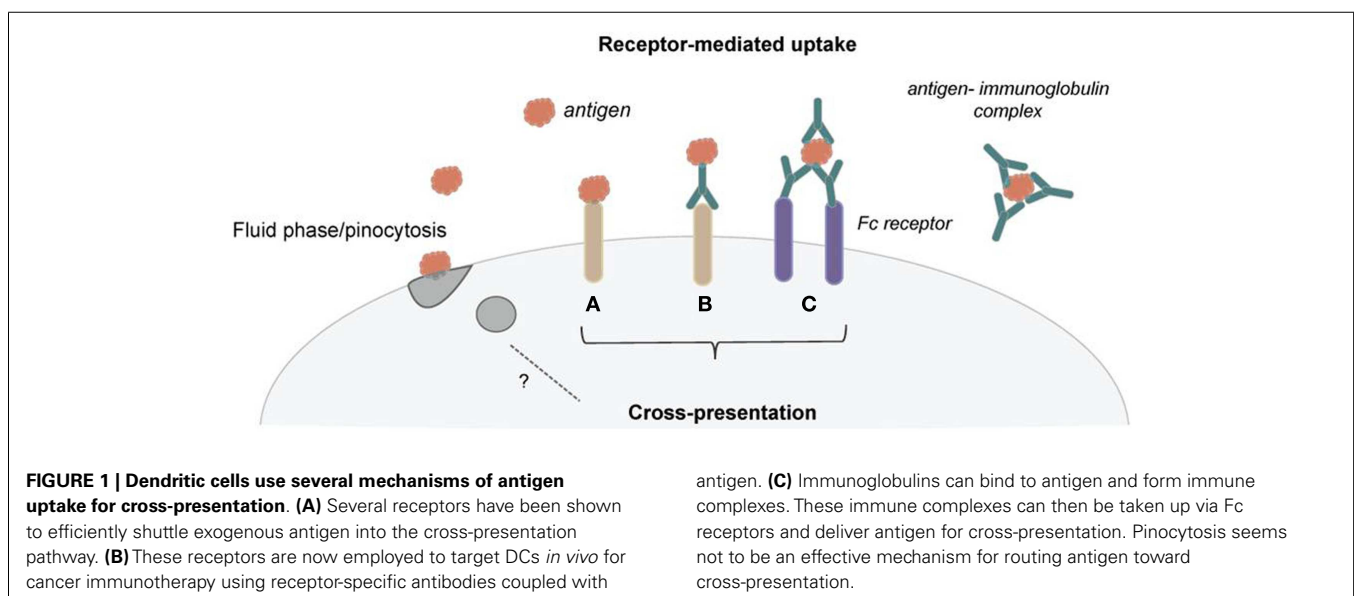 Receptor-mediated uptake
antigen
antigen- immunoglobulin
complex
Fluid phase/pinocytosis
Fc receptor
A
B
C
?
Cross-presentation
FIGURE 1 | Dendritic cells use several mechanisms of antigen
uptake for cross-presentation. (A) Several receptors have been shown
to efficiently shuttle exogenous antigen into the cross-presentation
pathway. (B) These receptors are now employed to target DCs in vivo for
cancer immunotherapy using receptor-specific antibodies coupled with
antigen. (C) Immunoglobulins can bind to antigen and form immune
complexes. These immune complexes can then be taken up via Fc
receptors and deliver antigen for cross-presentation. Pinocytosis seems
not to be an effective mechanism for routing antigen toward
cross-presentation.